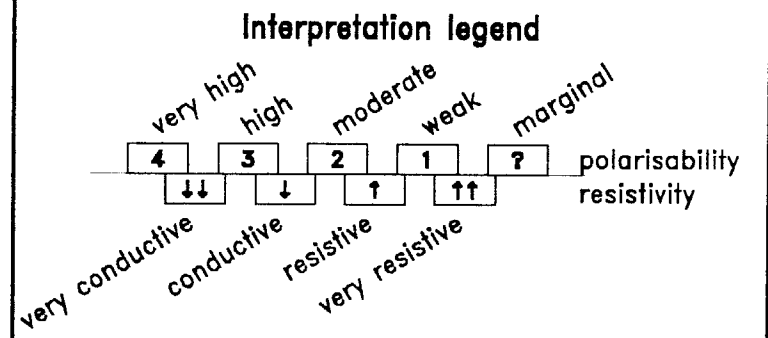 Interpretation legend
very high
high
moderate
weak
marginal
4 3 2 1 ? polarisability
↓↓ ↓ ↑ ↑↑ resistivity
very conductive
conductive
resistive
very resistive